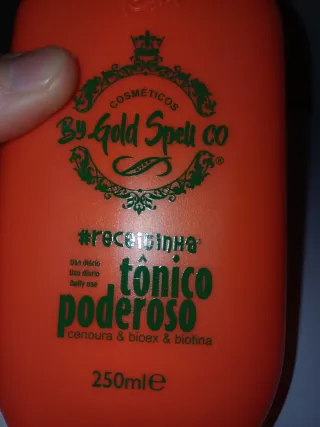 COSMÉTICOS
By.Gold Spell CO
®
#receitinha
Uso diário
Uso diario
Daily use
tônico
poderoso
cenoura & bioex & biotina
250ml e